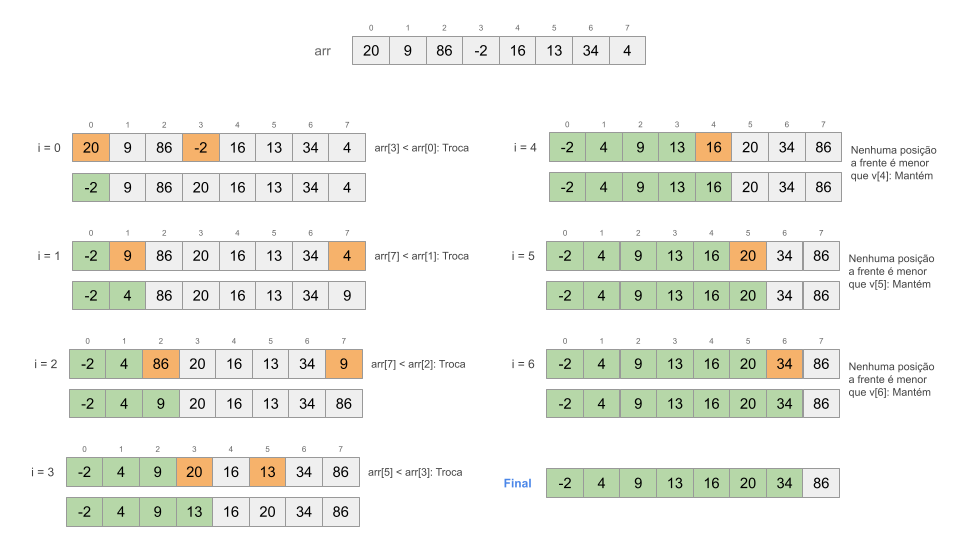 0 1 2 3 4 5 6 7
arr 20 9 86 -2 16 13 34 4
0 1 2 3 4 5 6 7
i = 0 20 9 86 -2 16 13 34 4 arr[3] < arr[0]: Troca
-2 9 86 20 16 13 34 4
0 1 2 3 4 5 6 7
i = 1 -2 9 86 20 16 13 34 4 arr[7] < arr[1]: Troca
-2 4 86 20 16 13 34 9
0 1 2 3 4 5 6 7
i = 2 -2 4 86 20 16 13 34 9 arr[7] < arr[2]: Troca
-2 4 9 20 16 13 34 86
0 1 2 3 4 5 6 7
i = 3 -2 4 9 20 16 13 34 86 arr[5] < arr[3]: Troca
-2 4 9 13 16 20 34 86
0 1 2 3 4 5 6 7
i = 4 -2 4 9 13 16 20 34 86
-2 4 9 13 16 20 34 86
Nenhuma posição
a frente é menor
que v[4]: Mantém
0 1 2 3 4 5 6 7
i = 5 -2 4 9 13 16 20 34 86
-2 4 9 13 16 20 34 86
Nenhuma posição
a frente é menor
que v[5]: Mantém
0 1 2 3 4 5 6 7
i = 6 -2 4 9 13 16 20 34 86
-2 4 9 13 16 20 34 86
Nenhuma posição
a frente é menor
que v[6]: Mantém
Final -2 4 9 13 16 20 34 86